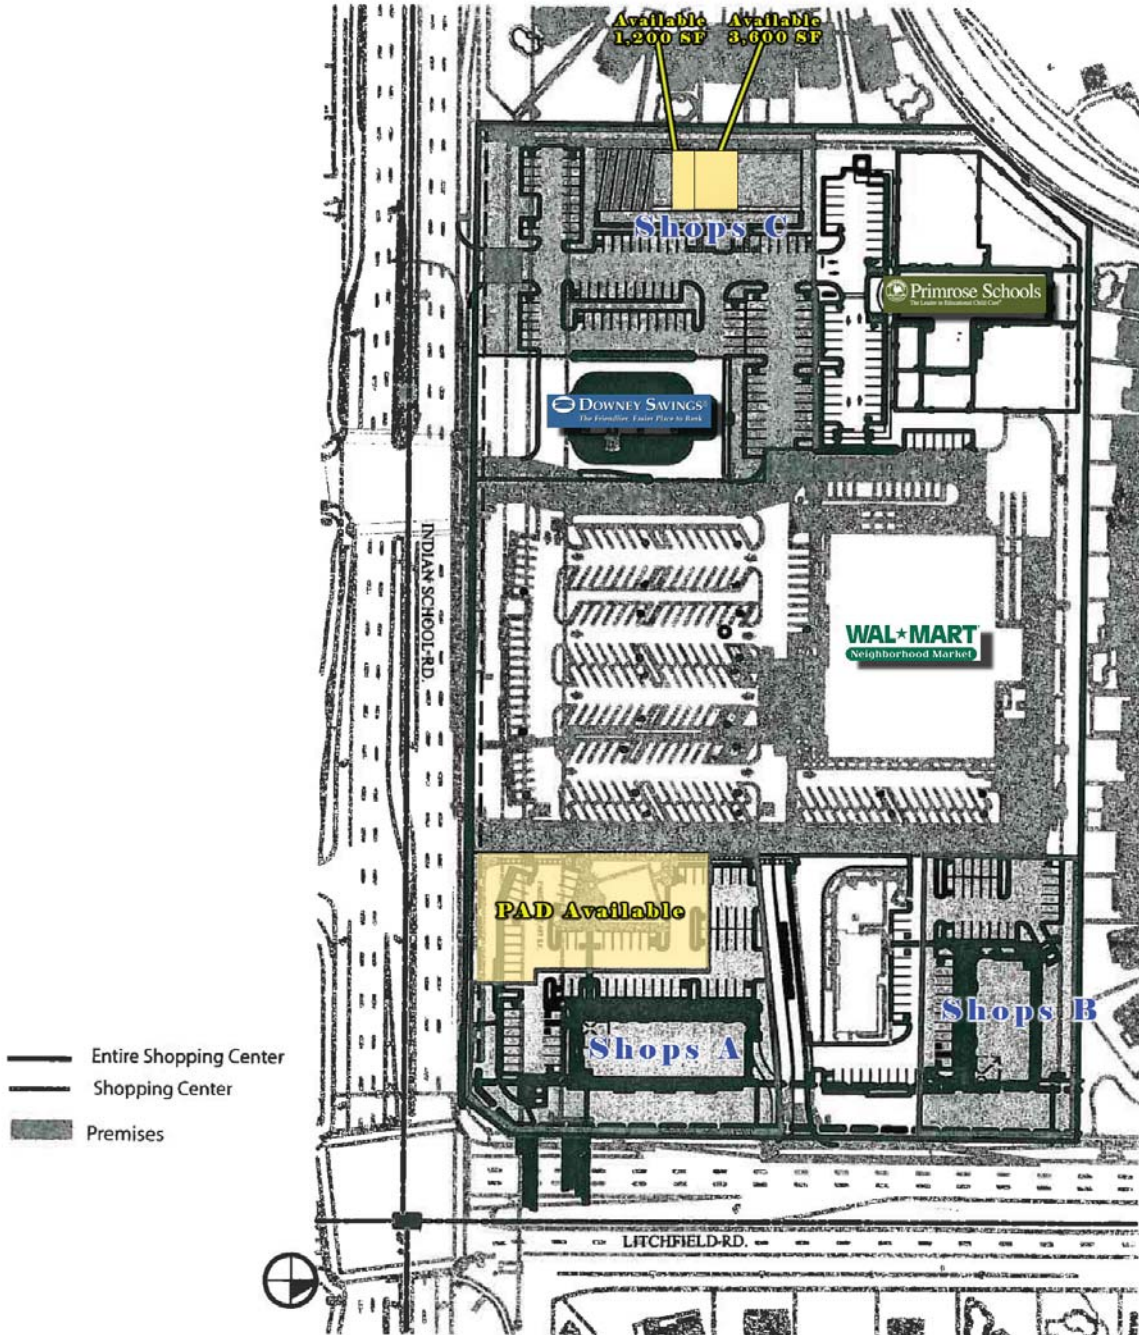 Available
1,200 SF
Available
3,600 SF
Shops C
Primrose Schools
The Leader in Educational Child Care®
DOWNEY SAVINGS®
The Friendlier, Easier Place to Bank
INDIAN SCHOOL RD.
WAL★MART
Neighborhood Market
PAD Available
Shops A
Shops B
Entire Shopping Center
Shopping Center
Premises
LITCHFIELD RD.